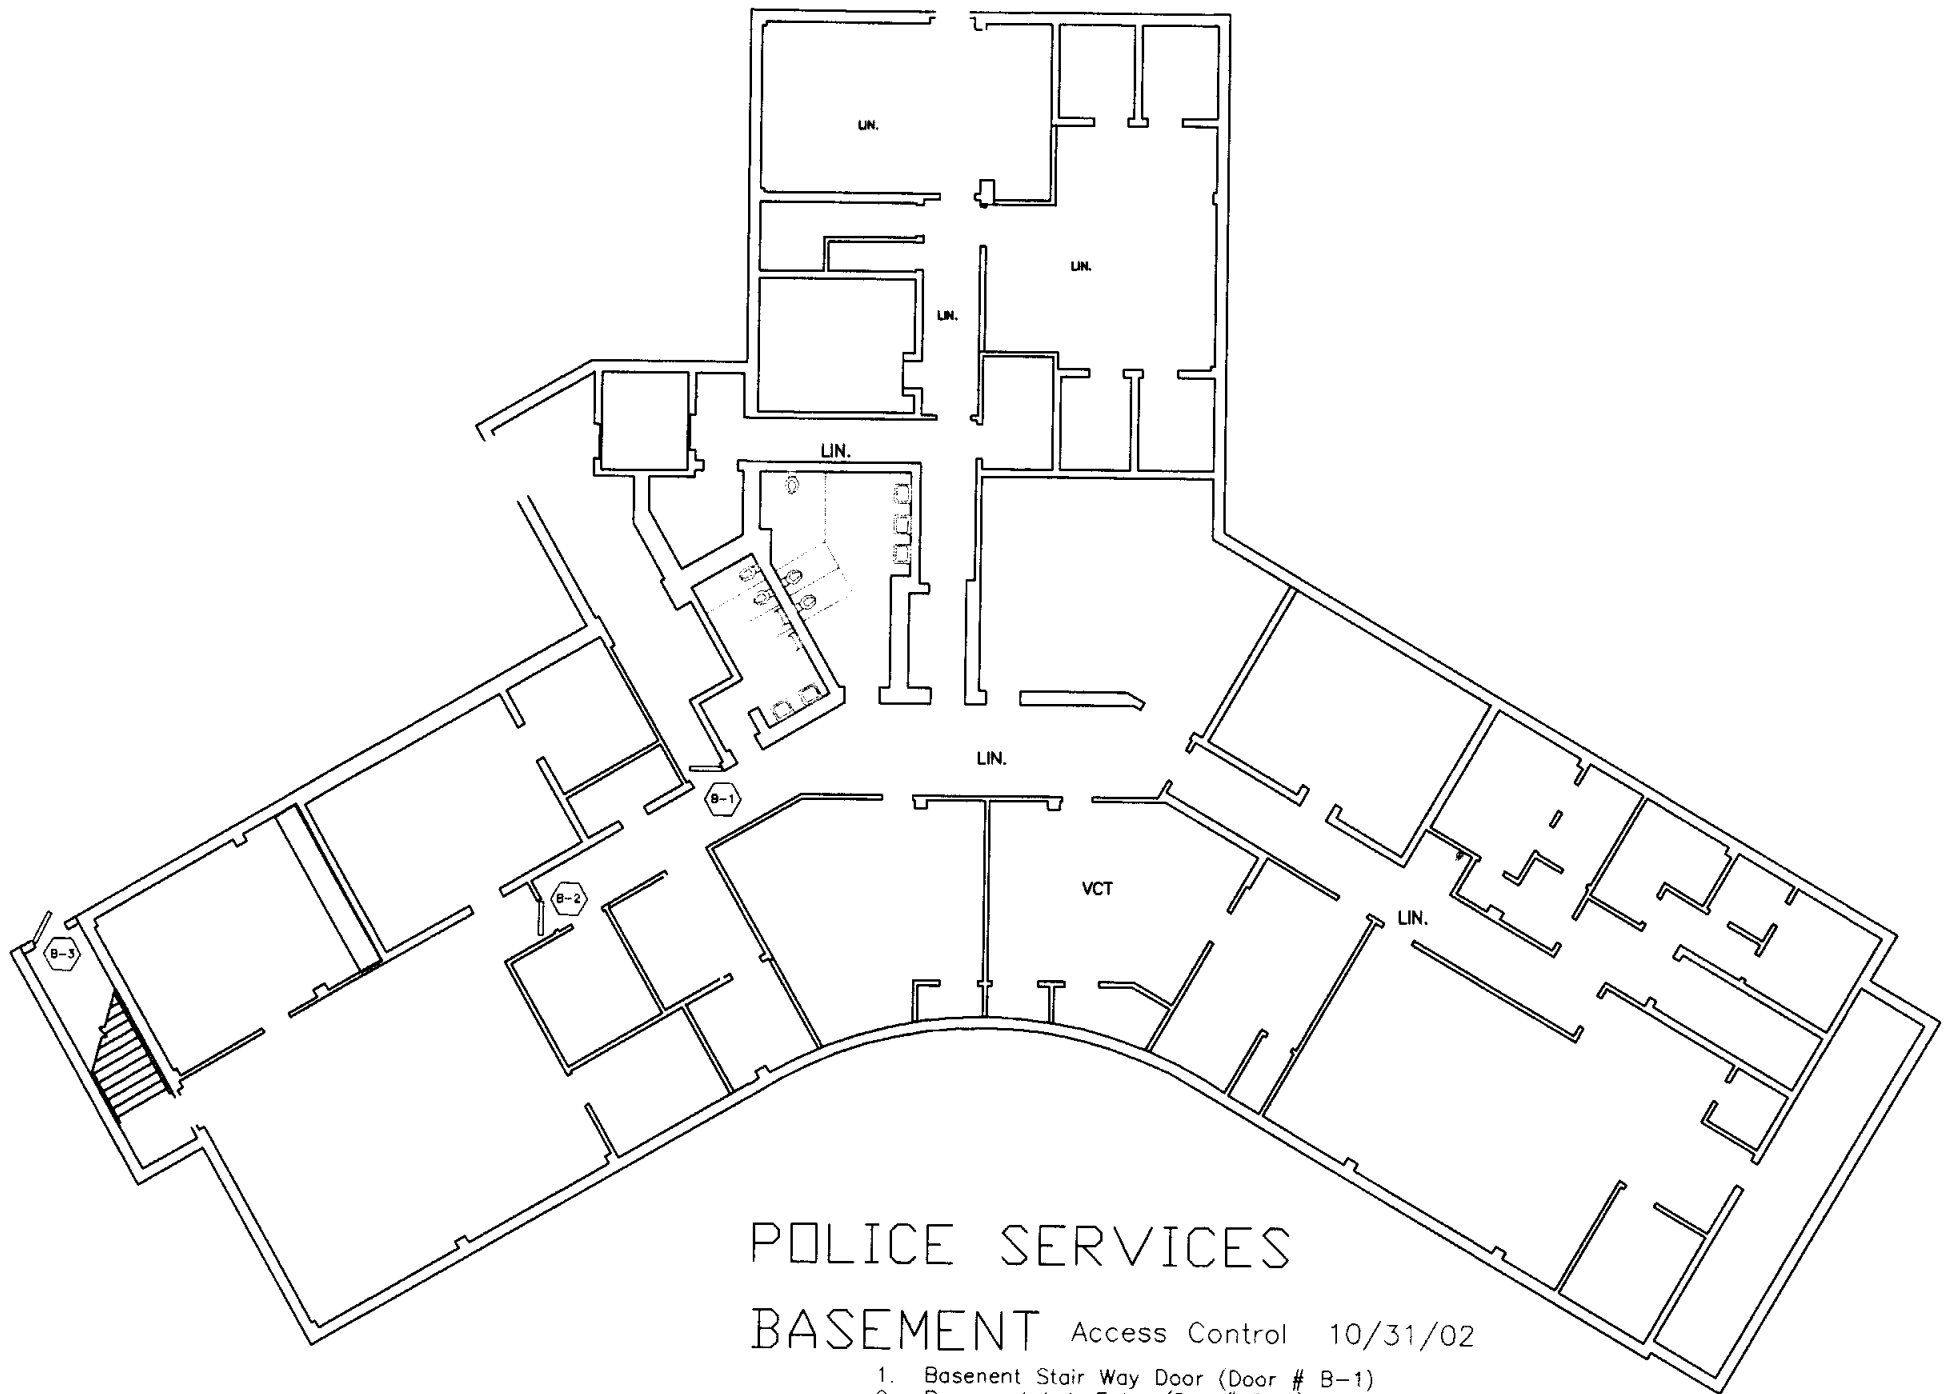 LIN.
LIN.
LIN.
LIN.
LIN.
B-1
VCT
B-2
LIN.
B-3
POLICE SERVICES
BASEMENT Access Control 10/31/02
1. Basenent Stair Way Door (Door # B-1)